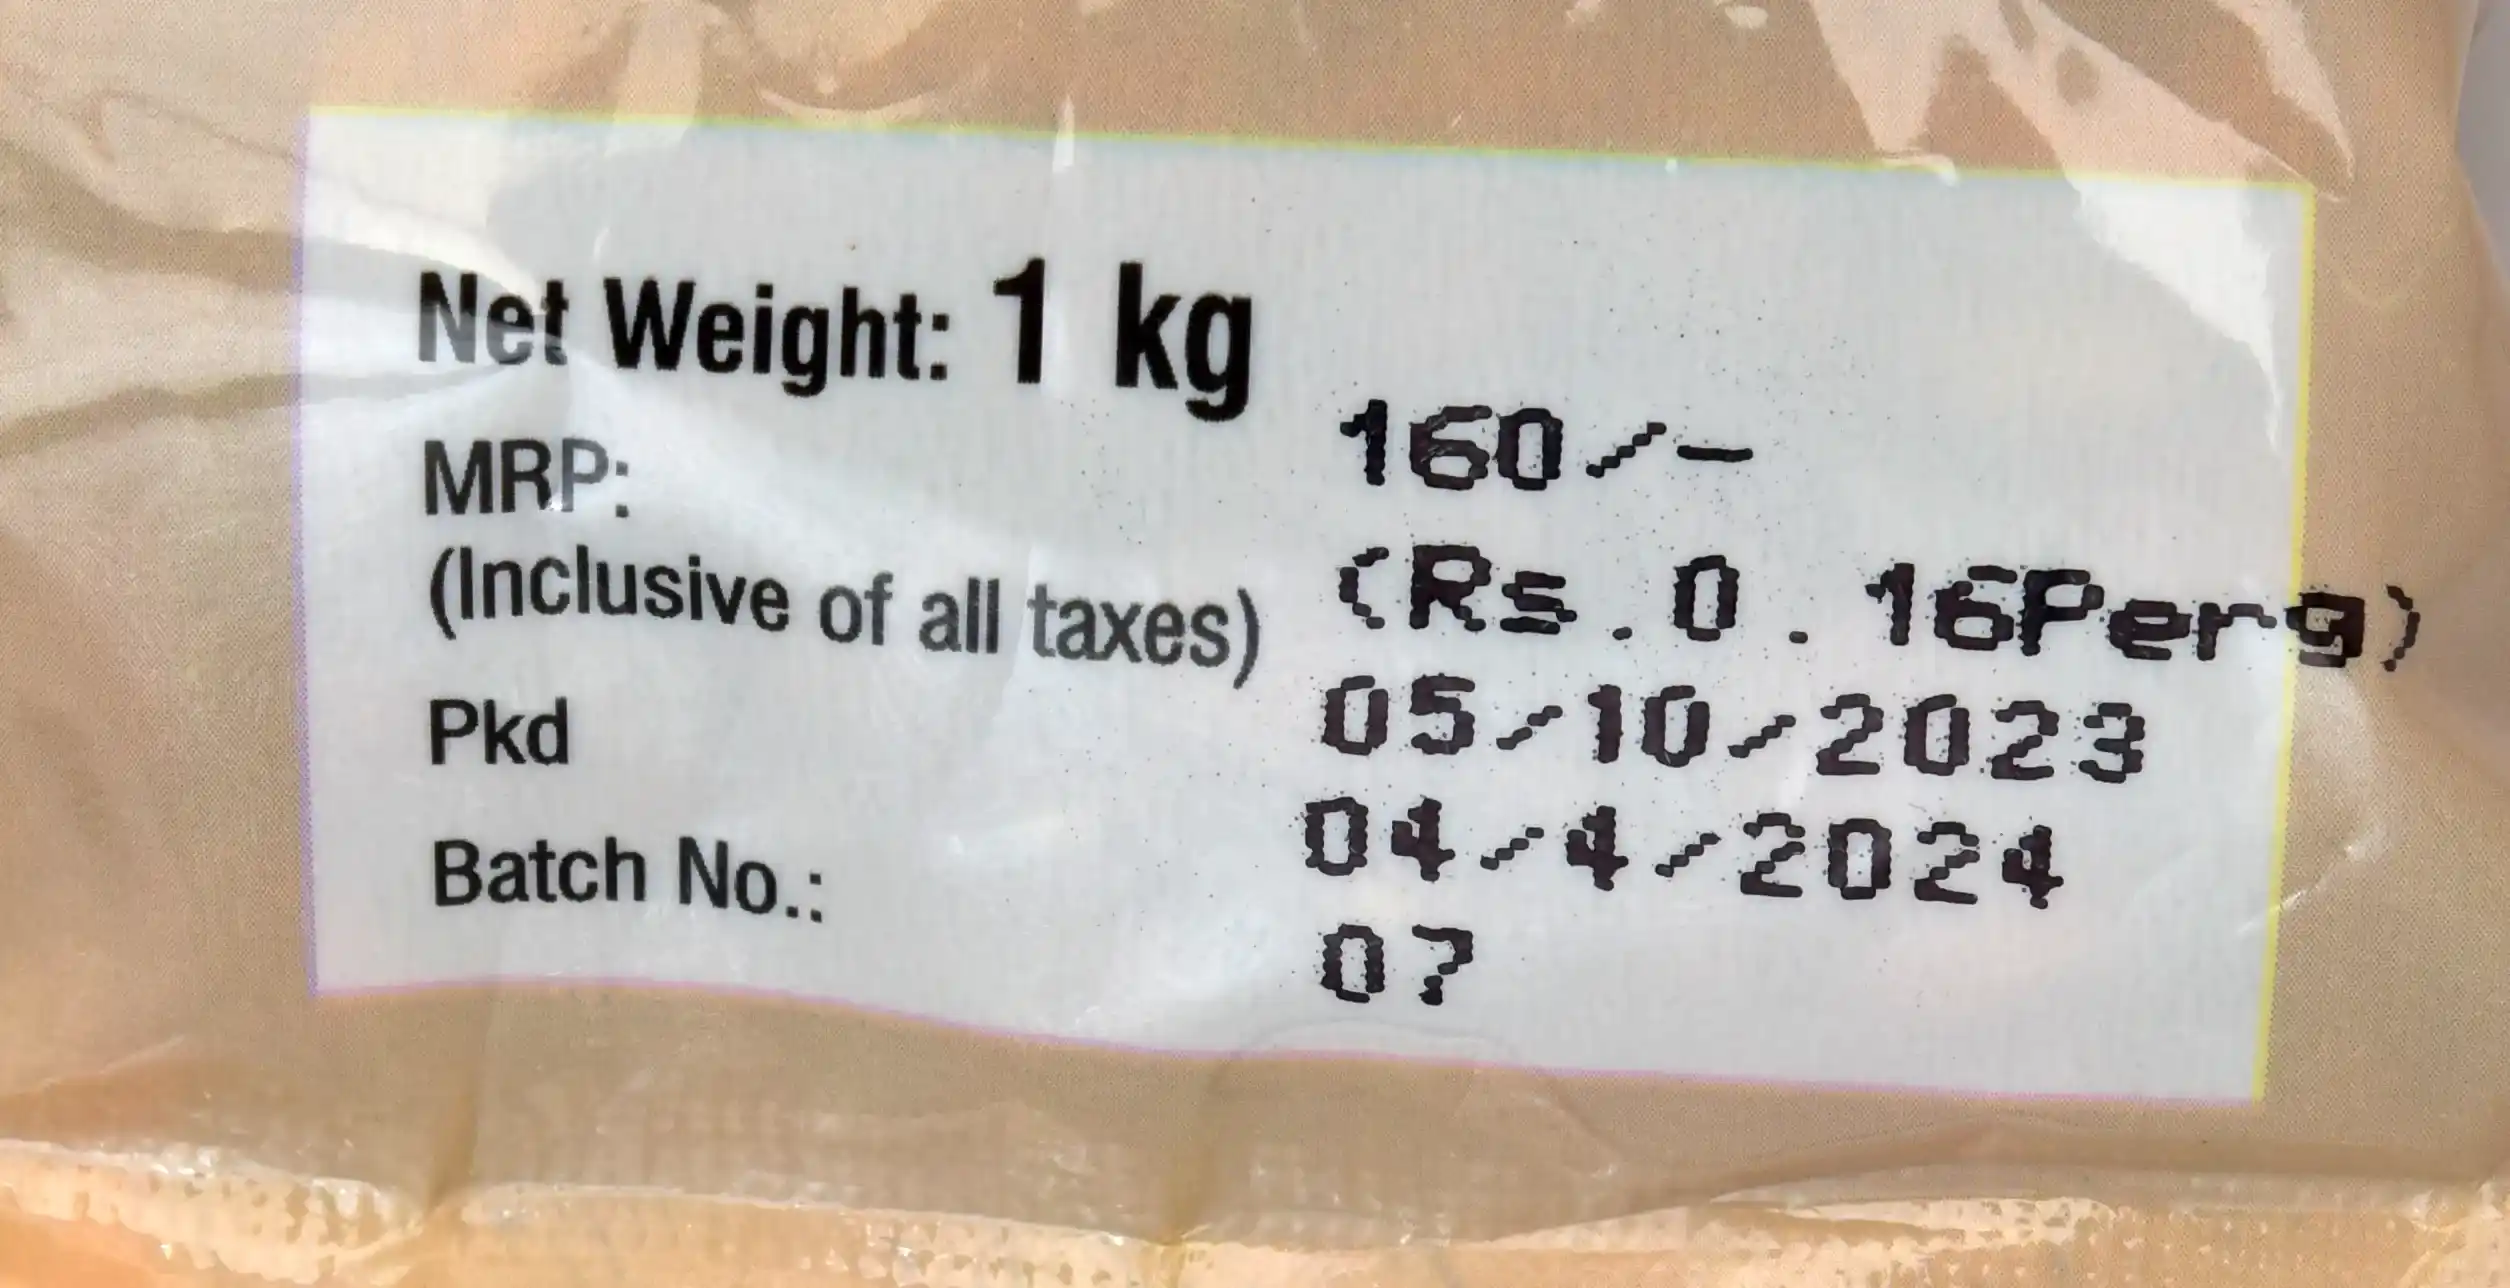 Net Weight: 1 kg
MRP: 160/-
(Inclusive of all taxes) (Rs.0.16Perg)
Pkd 05/10/2023
04/4/2024
Batch No.: 07